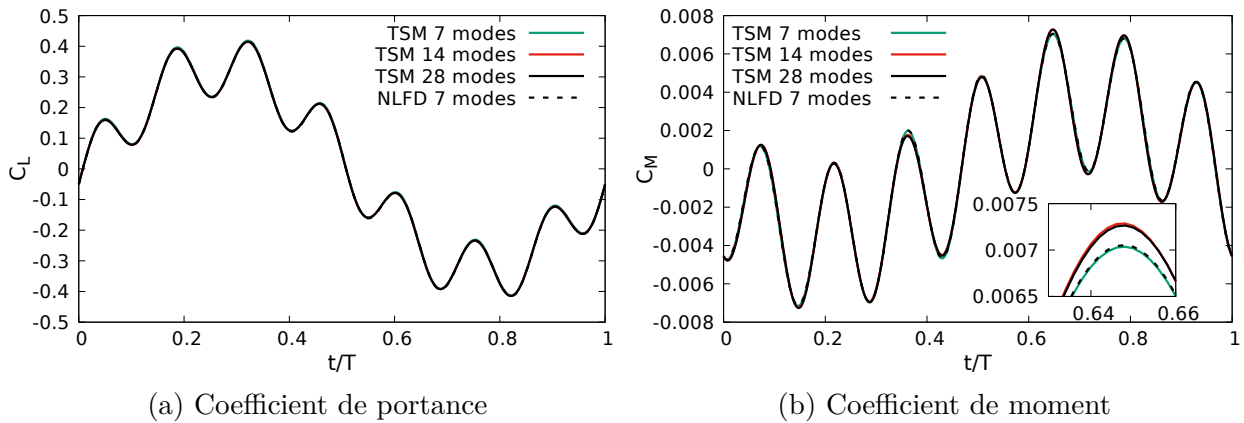 0.5
0.4
0.3
0.2
0.1
0
-0.1
-0.2
-0.3
-0.4
-0.5
C_L
0 0.2 0.4 0.6 0.8 1
t/T
TSM 7 modes
TSM 14 modes
TSM 28 modes
NLFD 7 modes
(a) Coefficient de portance
0.008
0.006
0.004
0.002
0
-0.002
-0.004
-0.006
-0.008
C_M
0 0.2 0.4 0.6 0.8 1
t/T
TSM 7 modes
TSM 14 modes
TSM 28 modes
NLFD 7 modes
0.0075
0.007
0.0065
0.64 0.66
(b) Coefficient de moment